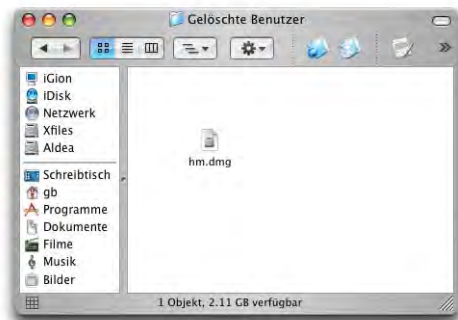 Gelöschte Benutzer
iGion
iDisk
Netzwerk
Xfiles
Aldea
Schreibtisch
gb
Programme
Dokumente
Filme
Musik
Bilder
hm.dmg
1 Objekt, 2.11 GB verfügbar